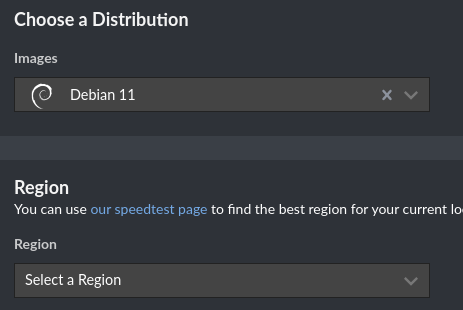 Choose a Distribution
Images
Debian 11
Region
You can use our speedtest page to find the best region for your current lo
Region
Select a Region